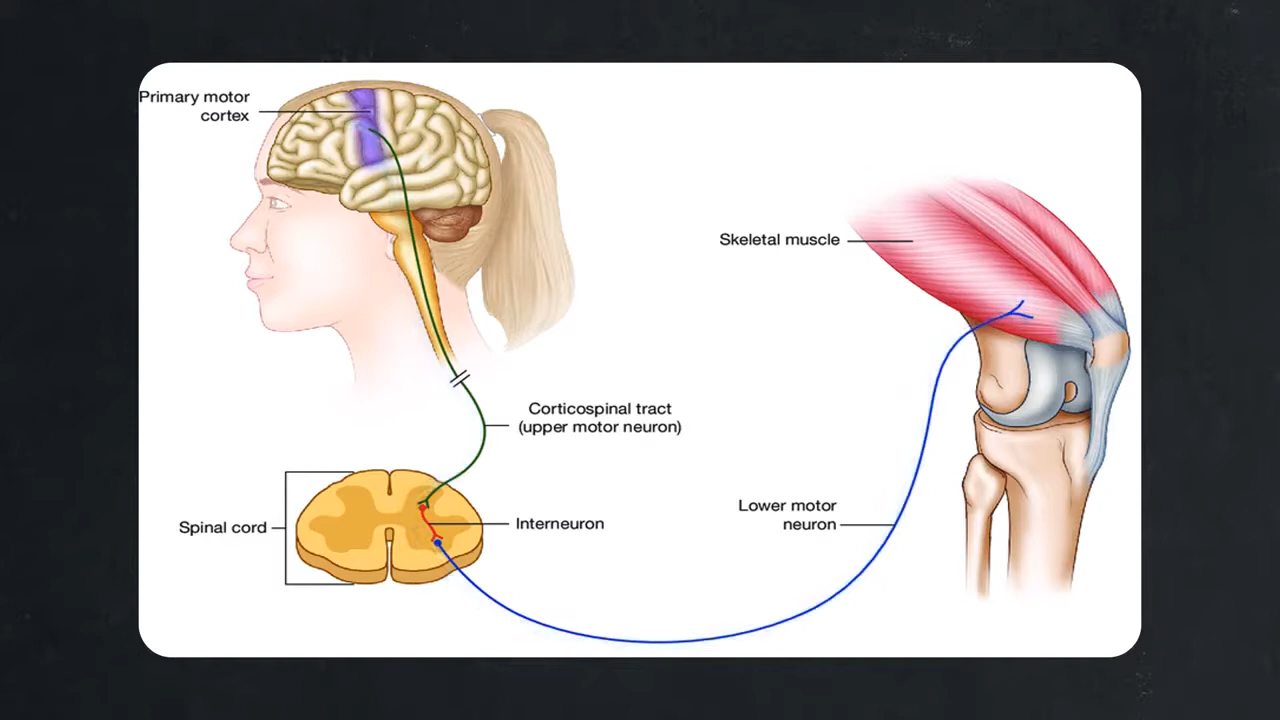 Primary motor
cortex
Skeletal muscle
Corticospinal tract
(upper motor neuron)
Spinal cord
Interneuron
Lower motor
neuron